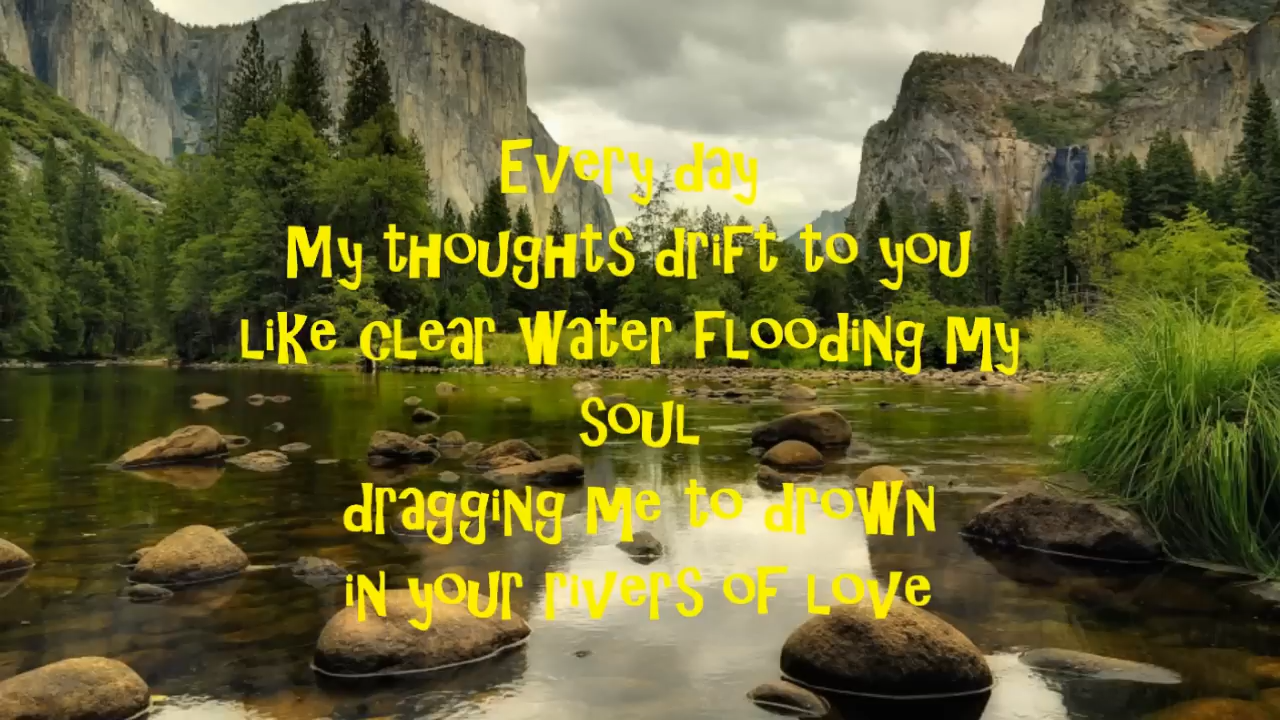 Every day
My thoughts drift to you
like clear water flooding my
soul
dragging me to drown
in your rivers of love